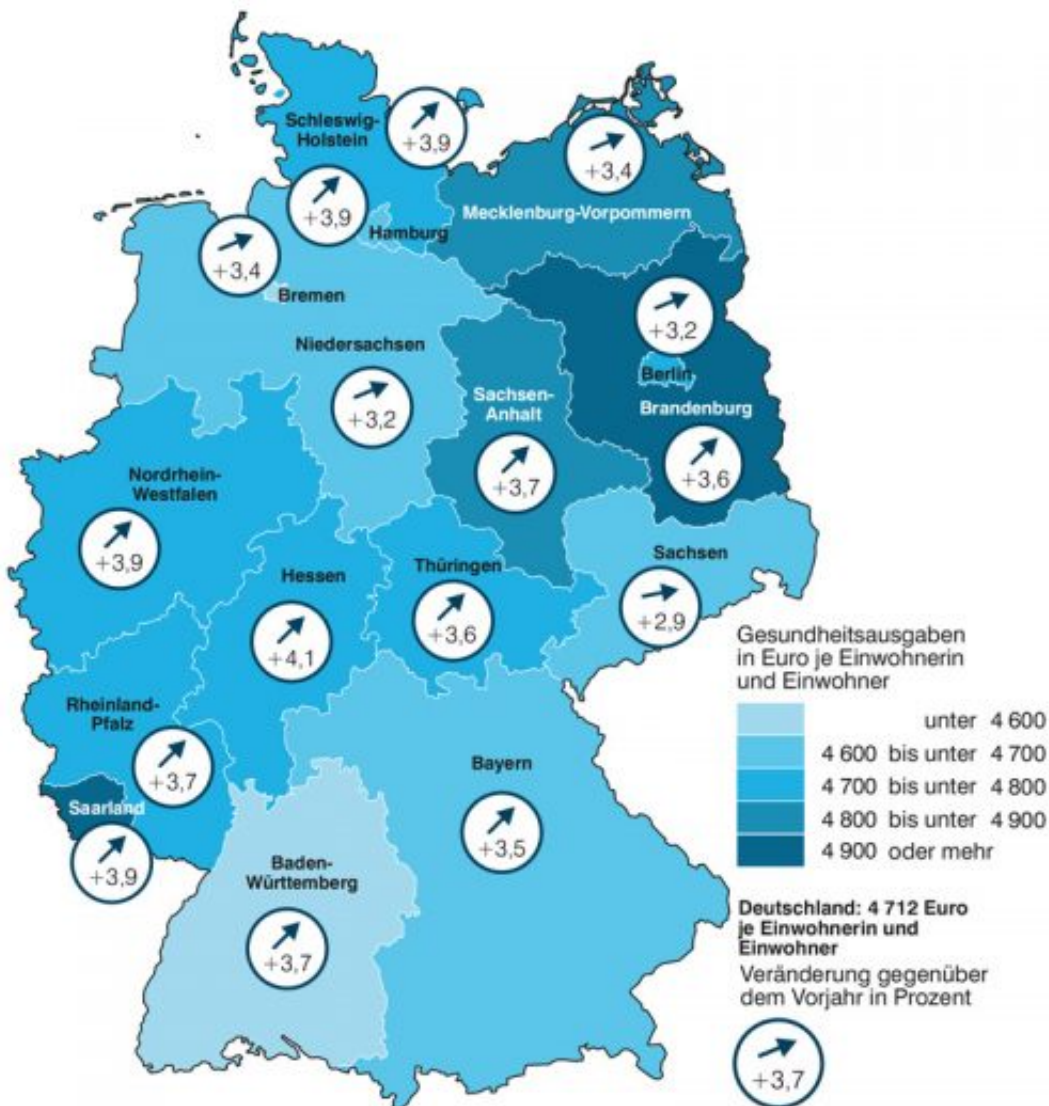 Schleswig-
Holstein
+3,9
+3,4
+3,9
Mecklenburg-Vorpommern
Hamburg
+3,4
Bremen
+3,2
Niedersachsen
Berlin
Sachsen-
Anhalt
Brandenburg
+3,2
+3,7
+3,6
Nordrhein-
Westfalen
+3,9
Sachsen
Hessen
Thüringen
+2,9
+3,6
+4,1
Rheinland-
Pfalz
+3,7
Bayern
Saarland
+3,5
+3,9
Baden-
Württemberg
+3,7
Gesundheitsausgaben
in Euro je Einwohnerin
und Einwohner
unter 4 600
4 600 bis unter 4 700
4 700 bis unter 4 800
4 800 bis unter 4 900
4 900 oder mehr
Deutschland: 4 712 Euro
je Einwohnerin und
Einwohner
Veränderung gegenüber
dem Vorjahr in Prozent
+3,7